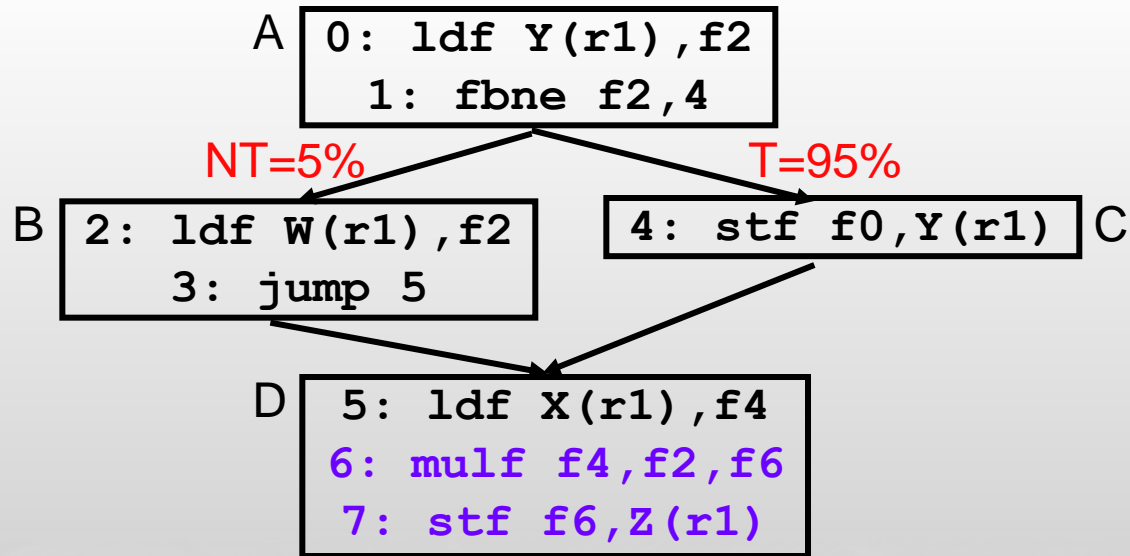 A
0: ldf Y(r1),f2
1: fbne f2,4
NT=5%
T=95%
B
2: ldf W(r1),f2
3: jump 5
4: stf f0,Y(r1)
C
D
5: ldf X(r1),f4
6: mulf f4,f2,f6
7: stf f6,Z(r1)